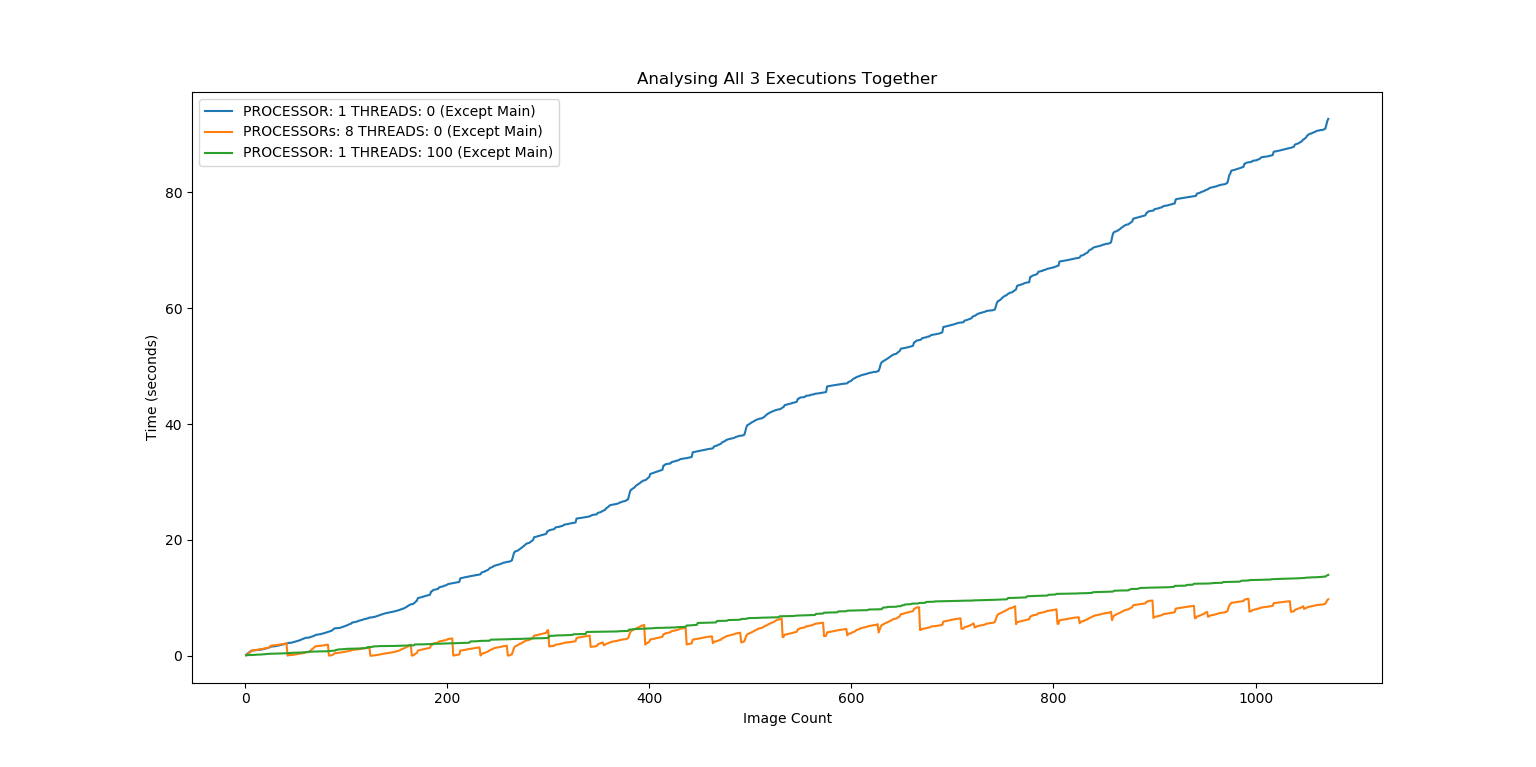 Analysing All 3 Executions Together
PROCESSOR: 1 THREADS: 0 (Except Main)
PROCESSORs: 8 THREADS: 0 (Except Main)
PROCESSOR: 1 THREADS: 100 (Except Main)
80
60
40
20
0
Time (seconds)
0 200 400 600 800 1000
Image Count